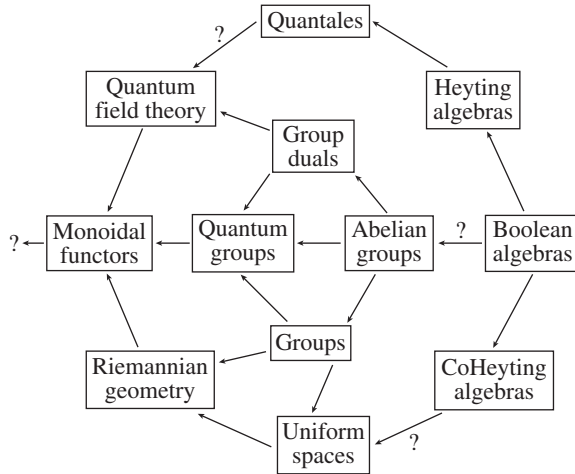 Quantales
?
Quantum
field theory
Heyting
algebras
Group
duals
?
Monoidal
functors
Quantum
groups
Abelian
groups
?
Boolean
algebras
Groups
Riemannian
geometry
CoHeyting
algebras
Uniform
spaces
?